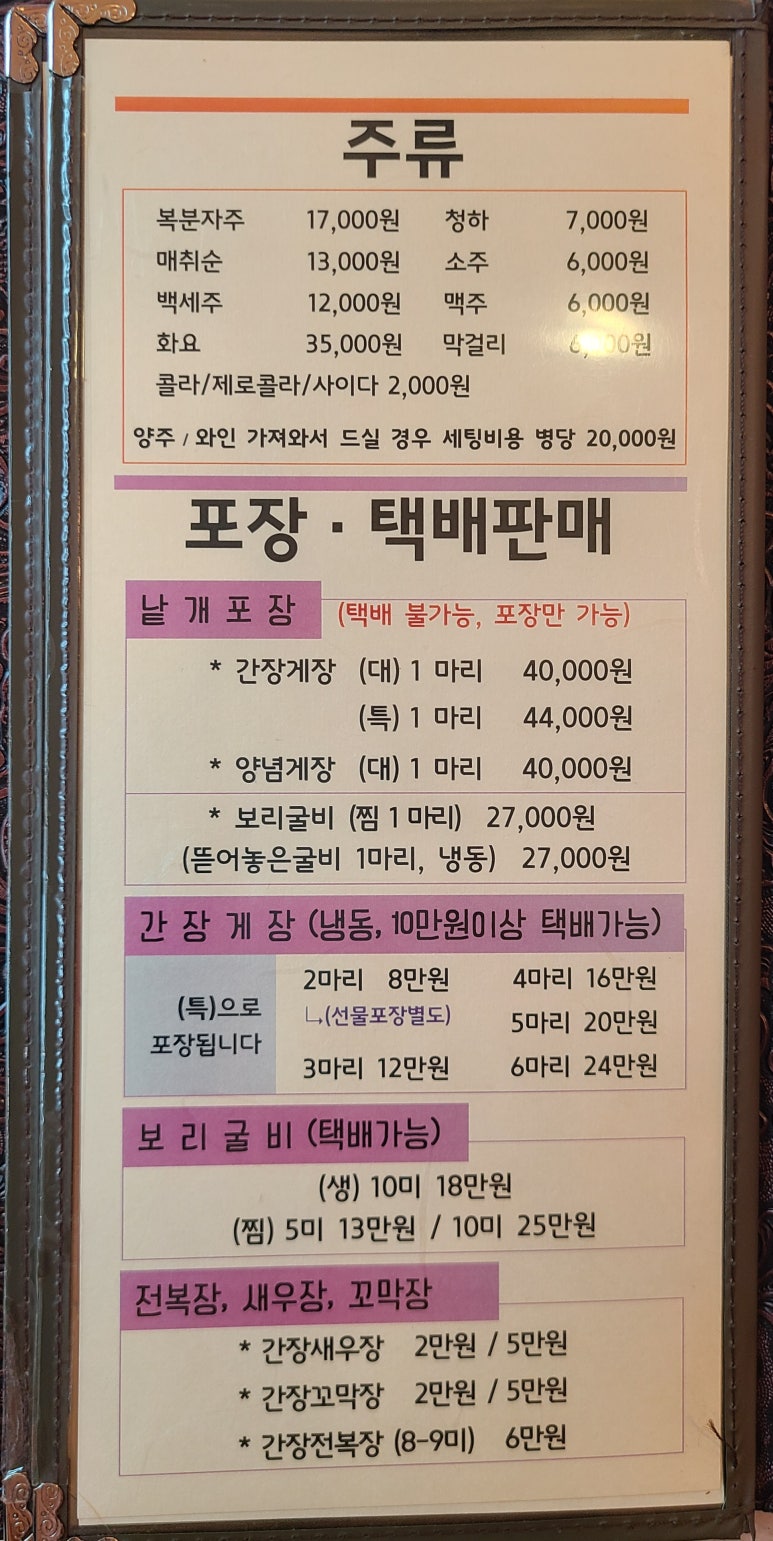 주류
복분자주 17,000원 청하 7,000원
매취순 13,000원 소주 6,000원
백세주 12,000원 맥주 6,000원
화요 35,000원 막걸리
콜라/제로콜라/사이다 2,000원
양주 / 와인 가져와서 드실 경우 세팅비용 병당 20,000원
포장 · 택배판매
낱개포장 (택배 불가능, 포장만 가능)
* 간장게장 (대) 1 마리 40,000원
(특) 1 마리 44,000원
* 양념게장 (대) 1 마리 40,000원
* 보리굴비 (찜 1 마리) 27,000원
(뜯어놓은굴비 1마리, 냉동) 27,000원
간장게장 (냉동, 10만원이상 택배가능)
(특)으로
포장됩니다
2마리 8만원 4마리 16만원
↳(선물포장별도) 5마리 20만원
3마리 12만원 6마리 24만원
보리굴비 (택배가능)
(생) 10미 18만원
(찜) 5미 13만원 / 10미 25만원
전복장, 새우장, 꼬막장
* 간장새우장 2만원 / 5만원
* 간장꼬막장 2만원 / 5만원
* 간장전복장 (8-9미) 6만원